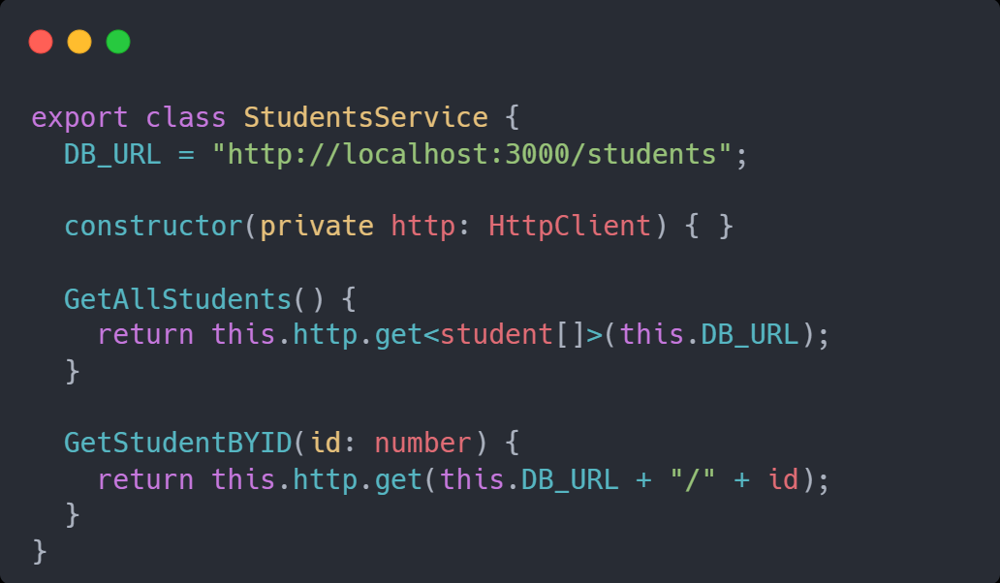 export class StudentsService {
  DB_URL = "http://localhost:3000/students";

  constructor(private http: HttpClient) { }

  GetAllStudents() {
    return this.http.get<student[]>(this.DB_URL);
  }

  GetStudentBYID(id: number) {
    return this.http.get(this.DB_URL + "/" + id);
  }
}